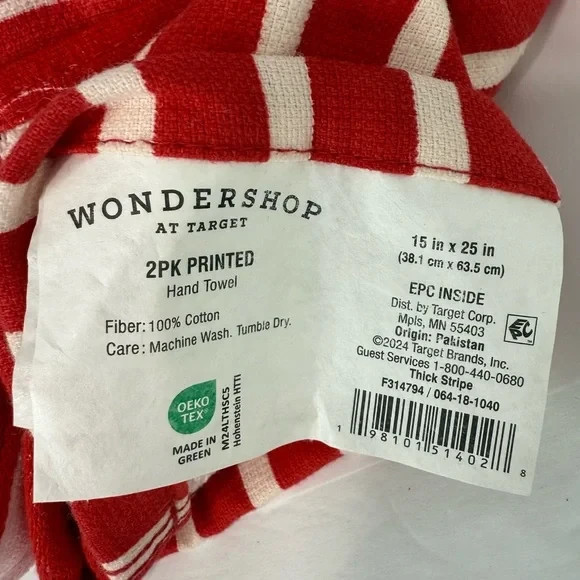 WONDERSHOP
AT TARGET
2PK PRINTED
Hand Towel
Fiber: 100% Cotton
Care: Machine Wash. Tumble Dry.
OEKO
TEX®
MADE IN
GREEN
M24LTHSC5
Hohenstein HTTI
15 in x 25 in
(38.1 cm x 63.5 cm)
EPC INSIDE
Dist. by Target Corp.
Mpls, MN 55403
Origin: Pakistan
©2024 Target Brands, Inc.
Guest Services 1-800-440-0680
Thick Stripe
F314794 / 064-18-1040
1 98101 51402 8
EC